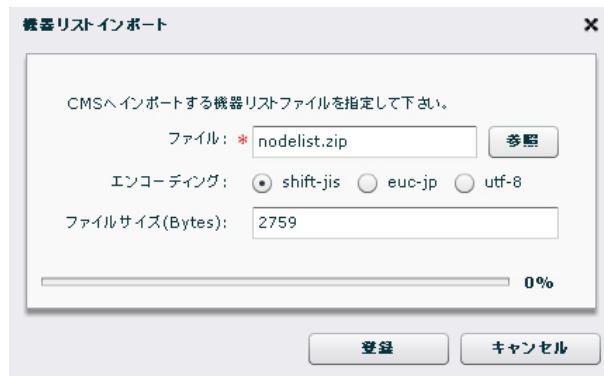 機器リストインポート
CMSへインポートする機器リストファイルを指定して下さい。
ファイル: * nodelist.zip 参照
エンコーディング: shift-jis euc-jp utf-8
ファイルサイズ(Bytes): 2759
0%
登録 キャンセル